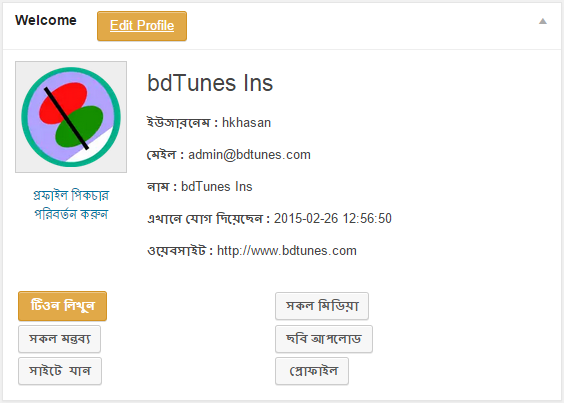 Welcome Edit Profile
bdTunes Ins
ইউজারনেম : hkhasan
মেইল : admin@bdtunes.com
নাম : bdTunes Ins
এখানে যোগ দিয়েছেন : 2015-02-26 12:56:50
ওয়েবসাইট : http://www.bdtunes.com
প্রফাইল পিকচার
পরিবর্তন করুন
টিওন লিখুন সকল মিডিয়া
সকল মন্তব্য ছবি আপলোড
সাইটে যান প্রোফাইল